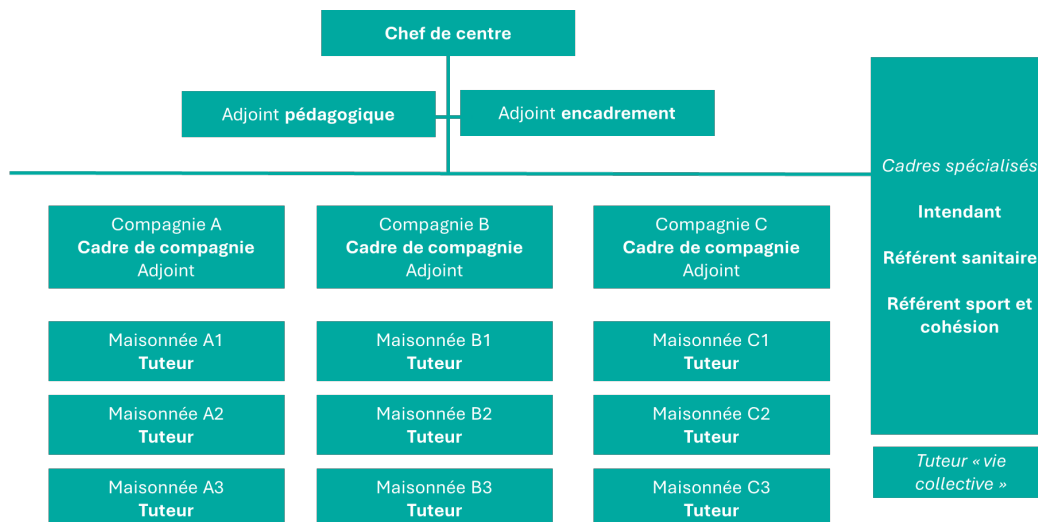 Chef de centre
Adjoint pédagogique
Adjoint encadrement
Compagnie A
Cadre de compagnie
Adjoint
Compagnie B
Cadre de compagnie
Adjoint
Compagnie C
Cadre de compagnie
Adjoint
Maisonnée A1
Tuteur
Maisonnée B1
Tuteur
Maisonnée C1
Tuteur
Maisonnée A2
Tuteur
Maisonnée B2
Tuteur
Maisonnée C2
Tuteur
Maisonnée A3
Tuteur
Maisonnée B3
Tuteur
Maisonnée C3
Tuteur
Cadres spécialisés
Intendant
Référent sanitaire
Référent sport et
cohésion
Tuteur « vie
collective »